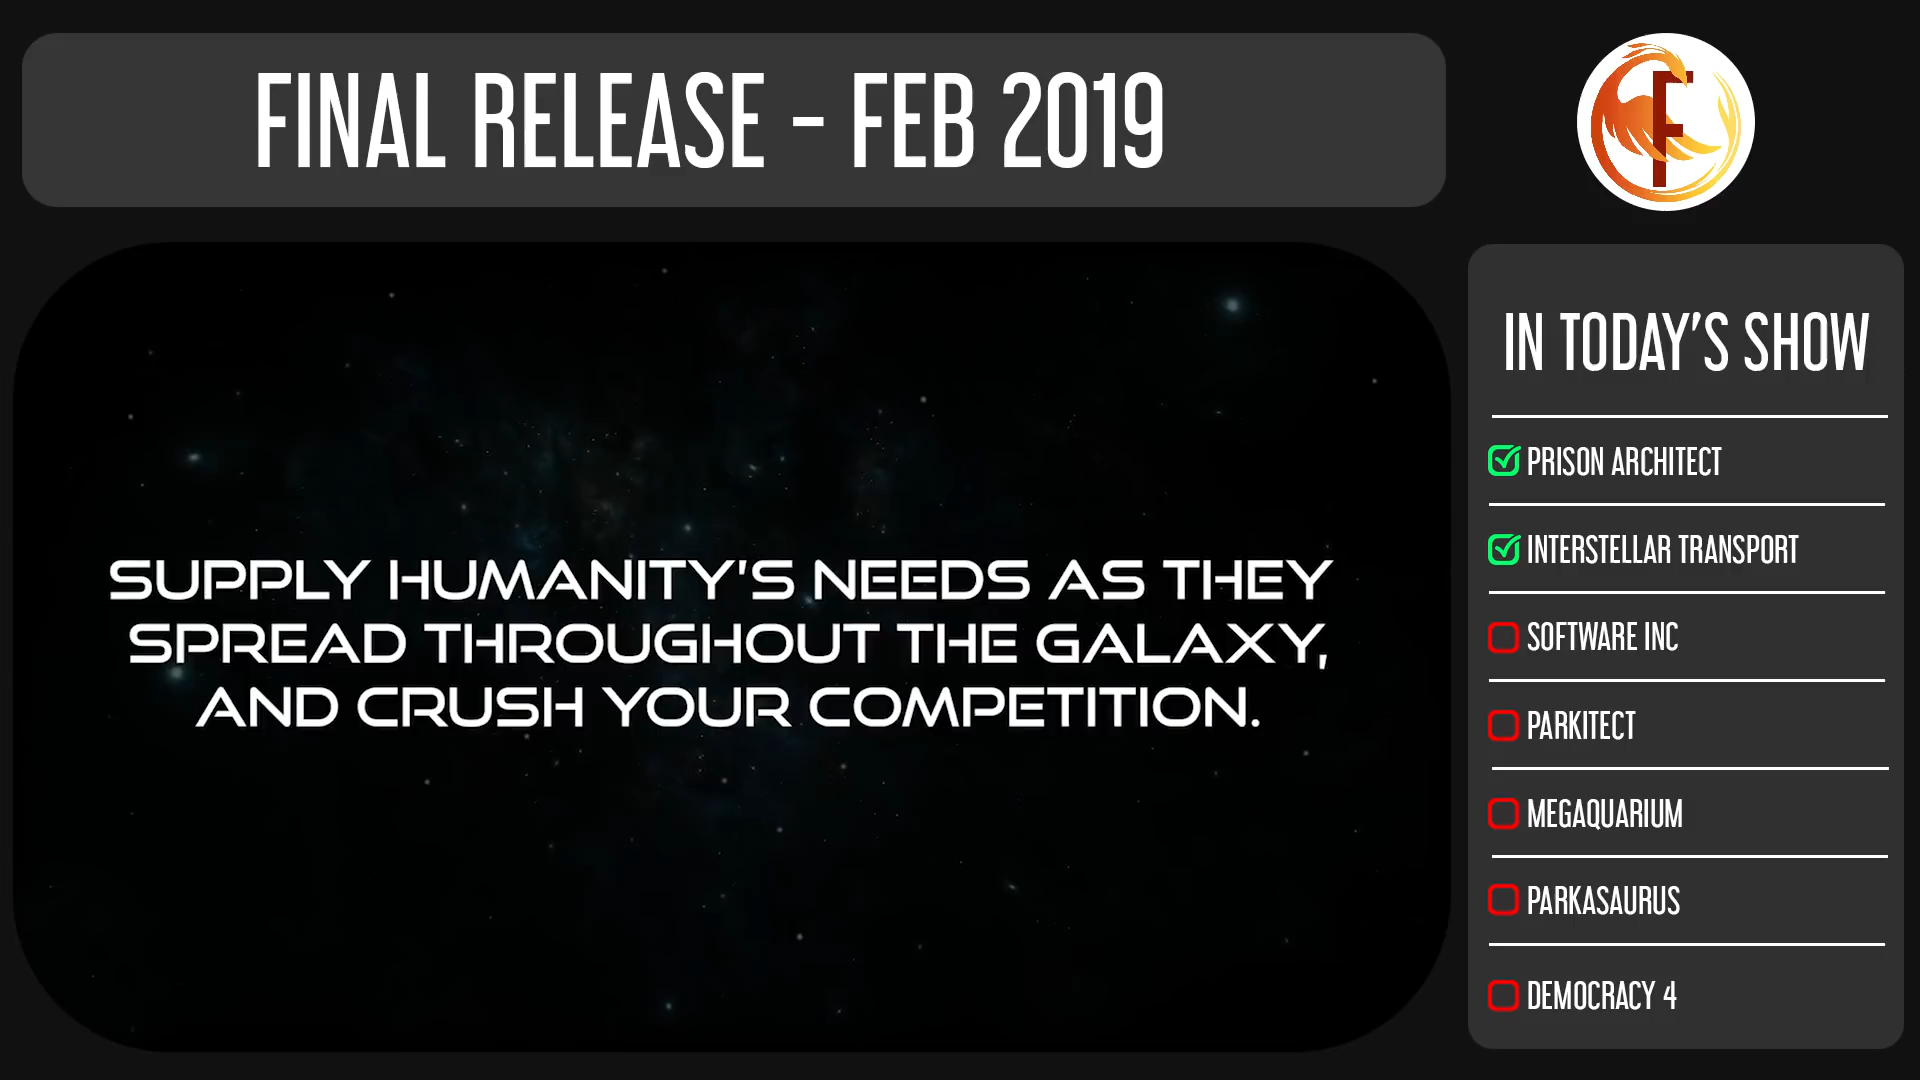 FINAL RELEASE - FEB 2019
F
SUPPLY HUMANITY'S NEEDS AS THEY
SPREAD THROUGHOUT THE GALAXY,
AND CRUSH YOUR COMPETITION.
IN TODAY'S SHOW
PRISON ARCHITECT
INTERSTELLAR TRANSPORT
SOFTWARE INC
PARKITECT
MEGAQUARIUM
PARKASAURUS
DEMOCRACY 4